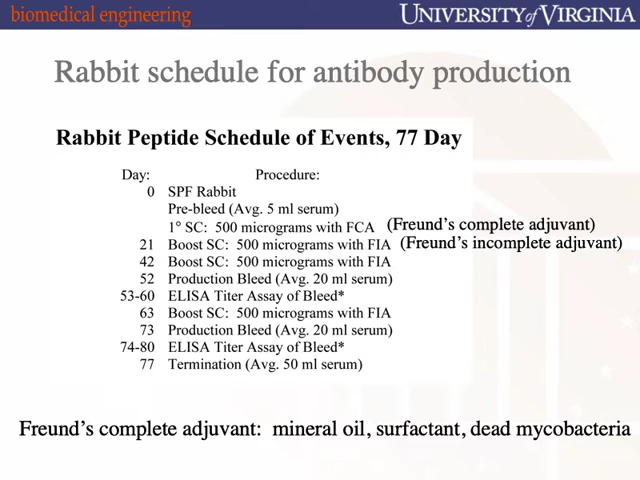 biomedical engineering
UNIVERSITY of VIRGINIA
Rabbit schedule for antibody production
Rabbit Peptide Schedule of Events, 77 Day
Day: Procedure:
0 SPF Rabbit
Pre-bleed (Avg. 5 ml serum)
1° SC: 500 micrograms with FCA (Freund's complete adjuvant)
21 Boost SC: 500 micrograms with FIA (Freund's incomplete adjuvant)
42 Boost SC: 500 micrograms with FIA
52 Production Bleed (Avg. 20 ml serum)
53-60 ELISA Titer Assay of Bleed*
63 Boost SC: 500 micrograms with FIA
73 Production Bleed (Avg. 20 ml serum)
74-80 ELISA Titer Assay of Bleed*
77 Termination (Avg. 50 ml serum)
Freund's complete adjuvant: mineral oil, surfactant, dead mycobacteria